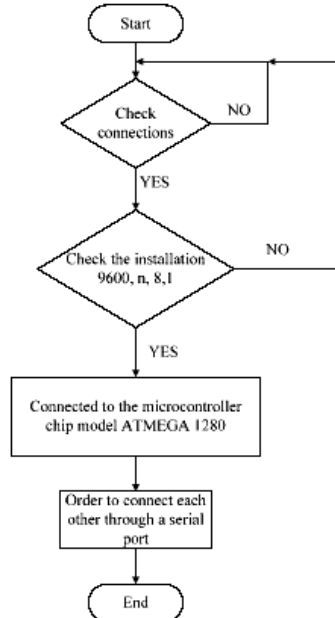 Start
Check
connections
NO
YES
Check the installation
9600, n, 8,1
NO
YES
Connected to the microcontroller
chip model ATMEGA 1280
Order to connect each
other through a serial
port
End